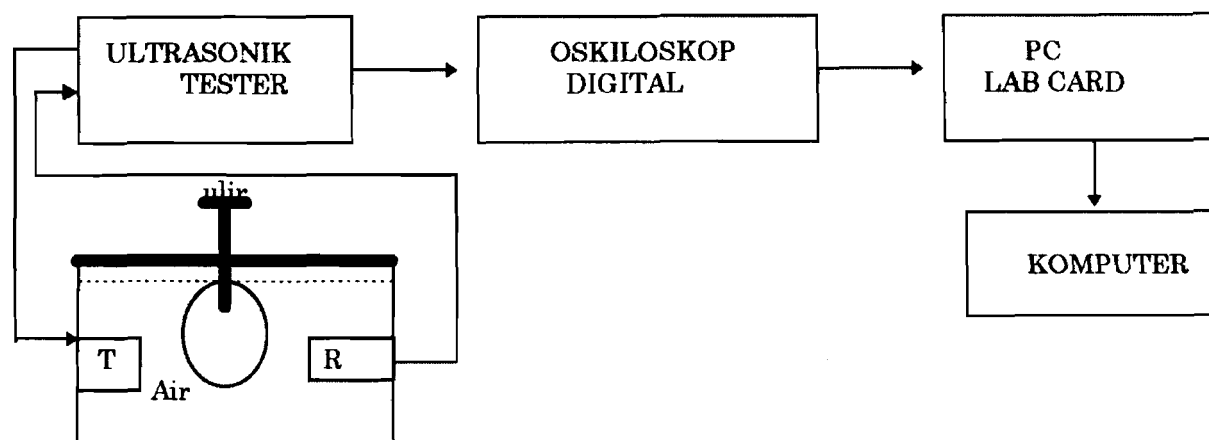 ULTRASONIK
TESTER
OSKILOSKOP
DIGITAL
PC
LAB CARD
ulir
KOMPUTER
T
R
Air